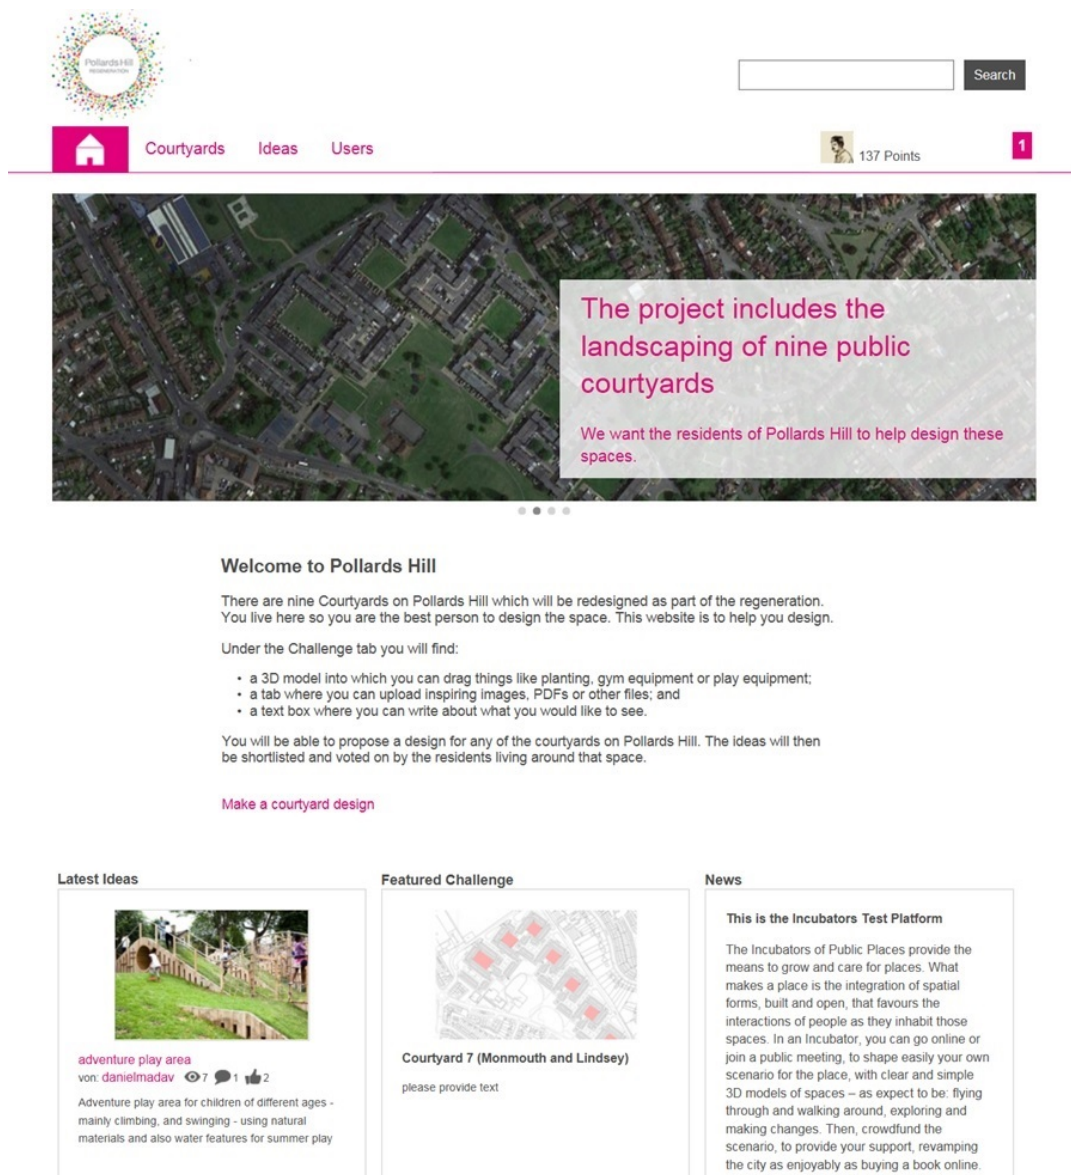 Pollards Hill
REGENERATION
Search
Courtyards Ideas Users
137 Points
1
The project includes the
landscaping of nine public
courtyards
We want the residents of Pollards Hill to help design these
spaces.
Welcome to Pollards Hill
There are nine Courtyards on Pollards Hill which will be redesigned as part of the regeneration.
You live here so you are the best person to design the space. This website is to help you design.
Under the Challenge tab you will find:
• a 3D model into which you can drag things like planting, gym equipment or play equipment;
• a tab where you can upload inspiring images, PDFs or other files; and
• a text box where you can write about what you would like to see.
You will be able to propose a design for any of the courtyards on Pollards Hill. The ideas will then
be shortlisted and voted on by the residents living around that space.
Make a courtyard design
Latest Ideas
adventure play area
von: danielmadav 7 1 2
Adventure play area for children of different ages -
mainly climbing, and swinging - using natural
materials and also water features for summer play
Featured Challenge
Courtyard 7 (Monmouth and Lindsey)
please provide text
News
This is the Incubators Test Platform
The Incubators of Public Places provide the
means to grow and care for places. What
makes a place is the integration of spatial
forms, built and open, that favours the
interactions of people as they inhabit those
spaces. In an Incubator, you can go online or
join a public meeting, to shape easily your own
scenario for the place, with clear and simple
3D models of spaces – as expect to be: flying
through and walking around, exploring and
making changes. Then, crowdfund the
scenario, to provide your support, revamping
the city as enjoyably as buying a book online.